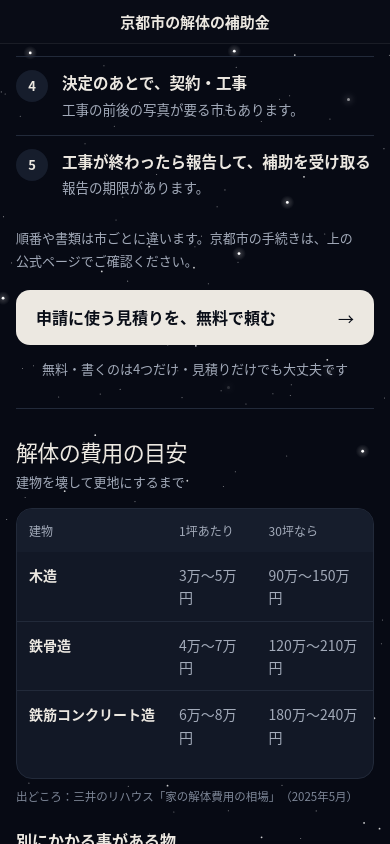 京都市の解体の補助金
4 決定のあとで、契約・工事
工事の前後の写真が要る市もあります。
5 工事が終わったら報告して、補助を受け取る
報告の期限があります。
順番や書類は市ごとに違います。京都市の手続きは、上の
公式ページでご確認ください。
申請に使う見積りを、無料で頼む →
無料・書くのは4つだけ・見積りだけでも大丈夫です
解体の費用の目安
建物を壊して更地にするまで
建物 1坪あたり 30坪なら
木造 3万〜5万 90万〜150万
円 円
鉄骨造 4万〜7万 120万〜210万
円 円
鉄筋コンクリート造 6万〜8万 180万〜240万
円 円
出どころ：三井のリハウス「家の解体費用の相場」（2025年5月）
別にかかる事がある物